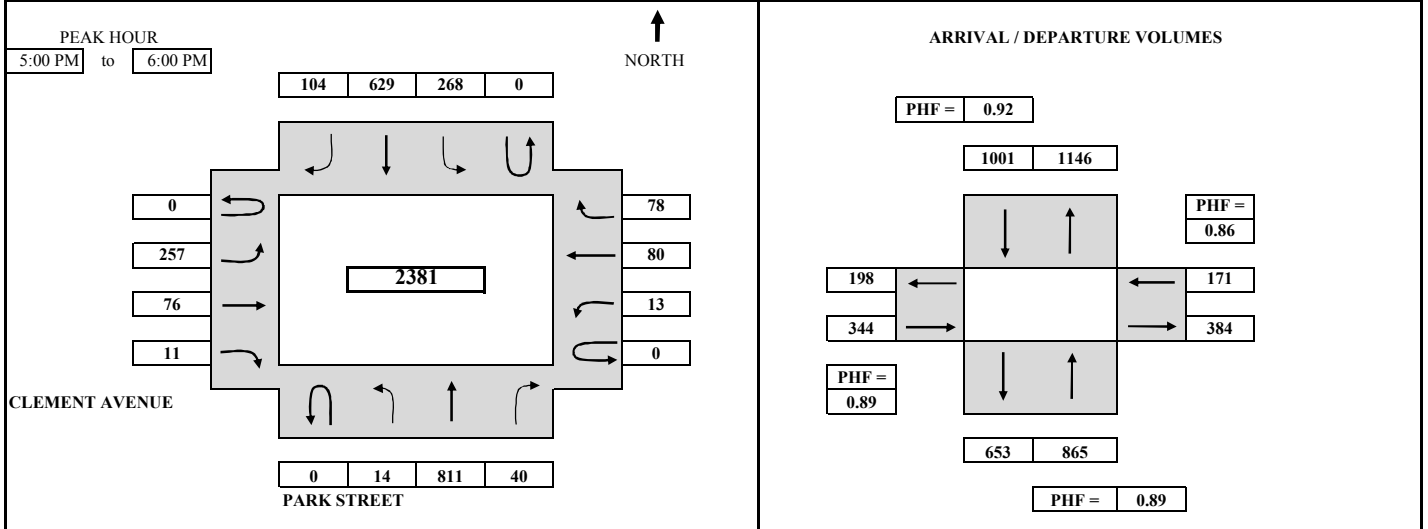 PEAK HOUR
5:00 PM to 6:00 PM
NORTH
104 629 268 0
0
257
76
11
2381
78
80
13
0
CLEMENT AVENUE
0 14 811 40
PARK STREET
ARRIVAL / DEPARTURE VOLUMES
PHF = 0.92
1001 1146
PHF =
0.86
198
344
171
384
PHF =
0.89
653 865
PHF = 0.89